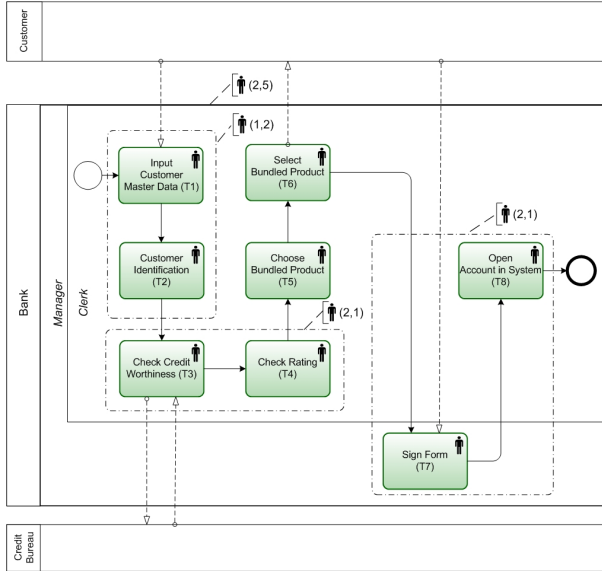 Customer
(2,5)
(1,2)
Input
Customer
Master Data (T1)
Select
Bundled Product
(T6)
(2,1)
Customer
Identification
(T2)
Choose
Bundled Product
(T5)
Open
Account in System
(T8)
Bank
Manager
Clerk
(2,1)
Check Credit
Worthiness (T3)
Check Rating
(T4)
Sign Form
(T7)
Credit
Bureau